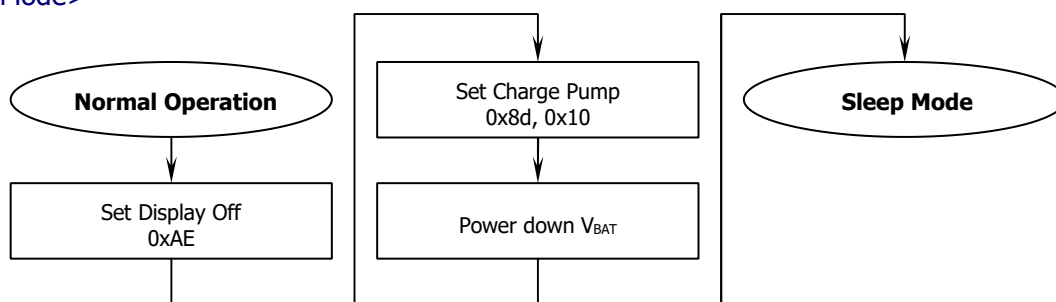 Mode>
Normal Operation
Set Display Off
0xAE
Set Charge Pump
0x8d, 0x10
Power down VBAT
Sleep Mode